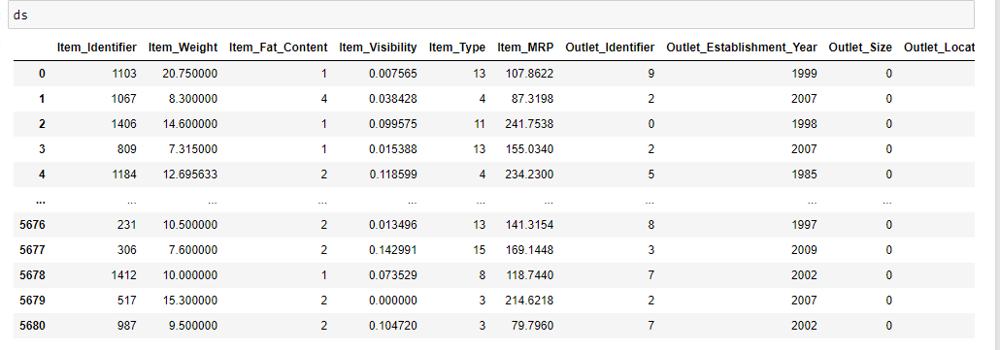 ds
Item_Identifier Item_Weight Item_Fat_Content Item_Visibility Item_Type Item_MRP Outlet_Identifier Outlet_Establishment_Year Outlet_Size Outlet_Locat
0 1103 20.750000 1 0.007565 13 107.8622 9 1999 0
1 1067 8.300000 4 0.038428 4 87.3198 2 2007 0
2 1406 14.600000 1 0.099575 11 241.7538 0 1998 0
3 809 7.315000 1 0.015388 13 155.0340 2 2007 0
4 1184 12.695633 2 0.118599 4 234.2300 5 1985 0
... ... ... ... ... ... ... ... ... ...
5676 231 10.500000 2 0.013496 13 141.3154 8 1997 0
5677 306 7.600000 2 0.142991 15 169.1448 3 2009 0
5678 1412 10.000000 1 0.073529 8 118.7440 7 2002 0
5679 517 15.300000 2 0.000000 3 214.6218 2 2007 0
5680 987 9.500000 2 0.104720 3 79.7960 7 2002 0